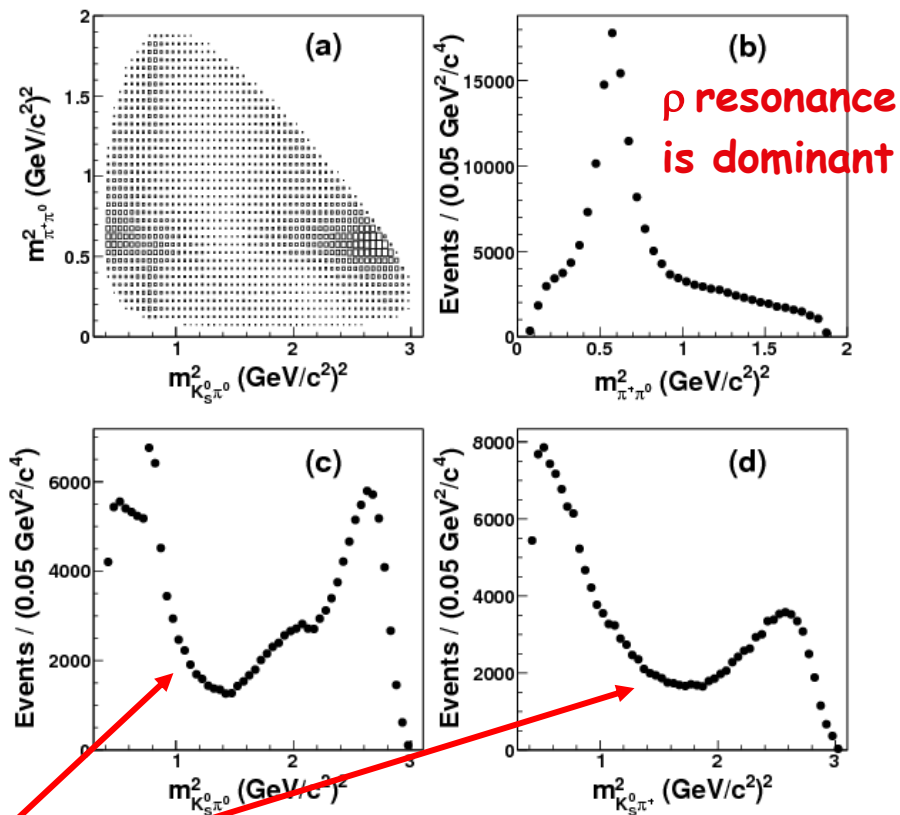 (a)
2
1.5
1
0.5
0
1
2
3
m²π⁺π⁰ (GeV/c²)²
m²K⁰Sπ⁰ (GeV/c²)²
(b)
ρ resonance
is dominant
15000
10000
5000
0
0
0.5
1
1.5
2
Events / (0.05 GeV²/c⁴)
m²π⁺π⁰ (GeV/c²)²
(c)
6000
4000
2000
0
1
2
3
Events / (0.05 GeV²/c⁴)
m²K⁰Sπ⁰ (GeV/c²)²
(d)
8000
6000
4000
2000
0
1
2
3
Events / (0.05 GeV²/c⁴)
m²K⁰Sπ⁺ (GeV/c²)²